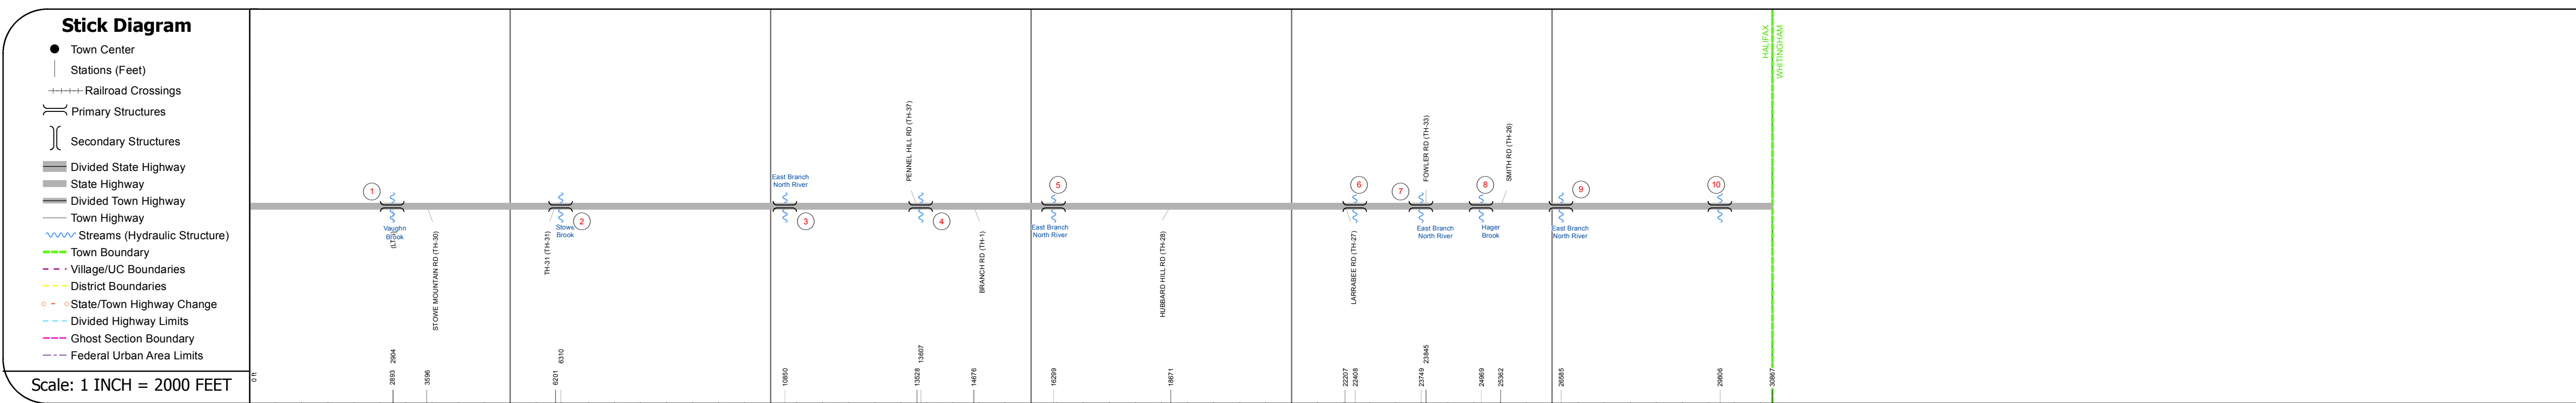 Stick Diagram
Town Center
Stations (Feet)
Railroad Crossings
Primary Structures
Secondary Structures
Divided State Highway
State Highway
Divided Town Highway
Town Highway
Streams (Hydraulic Structure)
Town Boundary
Village/UC Boundaries
District Boundaries
State/Town Highway Change
Divided Highway Limits
Ghost Section Boundary
Federal Urban Area Limits
Scale: 1 INCH = 2000 FEET
HALIFAX
WHITINGHAM
PENNEL HILL RD (TH-37)
FOWLER RD (TH-33)
SMITH RD (TH-26)
1
2
3
4
5
6
7
8
9
10
Vaughn
Brook
STOWE MOUNTAIN RD (TH-30)
TH-31 (TH-31)
Stowe
Brook
East Branch
North River
BRANCH RD (TH-1)
East Branch
North River
HUBBARD HILL RD (TH-28)
LARRABEE RD (TH-27)
East Branch
North River
Hager
Brook
East Branch
North River
0 ft
2893
2904
3596
6201
6310
10850
13528
13607
14676
16299
18671
22207
22408
23749
23845
24969
25362
26585
29806
30867